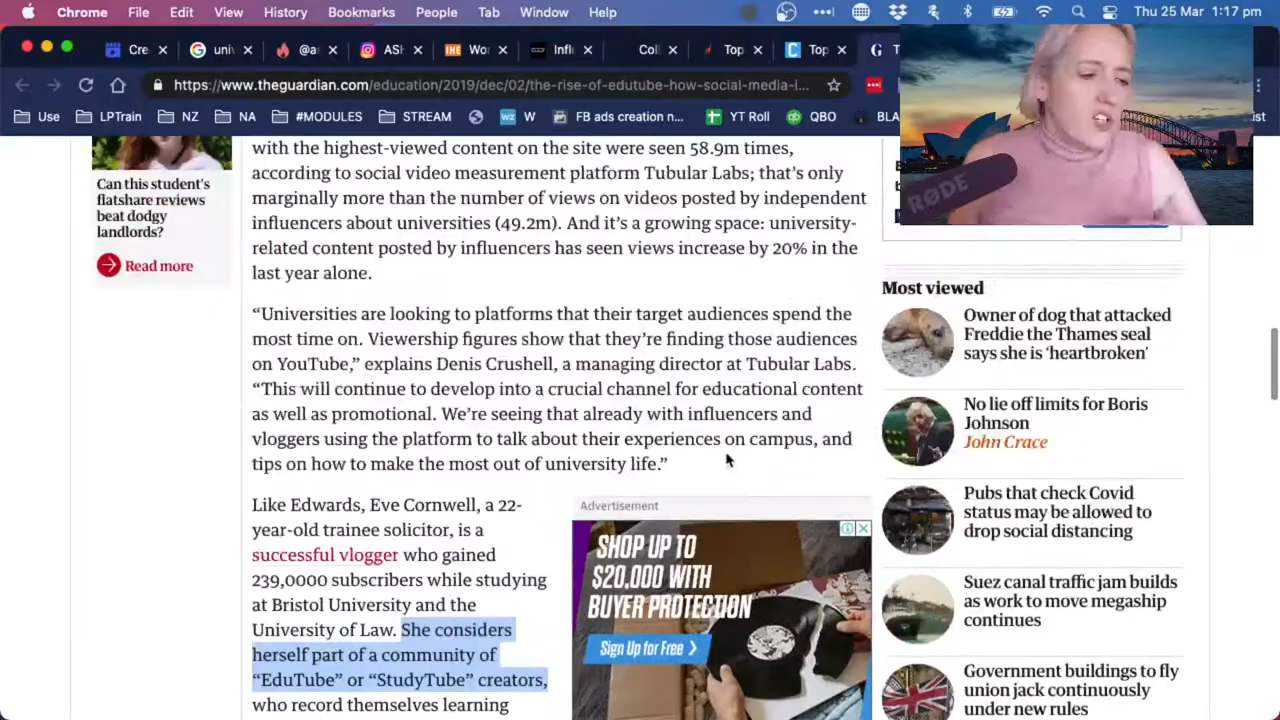 Chrome File Edit View History Bookmarks People Tab Window Help Thu 25 Mar 1:17 pm
Cre univ @a ASI Wor Infl Coll Top Top
https://www.theguardian.com/education/2019/dec/02/the-rise-of-edutube-how-social-media-i...
Use LPTrain NZ NA #MODULES STREAM W FB ads creation n... YT Roll QBO BLA
RØDE
Can this student's
flatshare reviews
beat dodgy
landlords?
Read more
with the highest-viewed content on the site were seen 58.9m times,
according to social video measurement platform Tubular Labs; that's only
marginally more than the number of views on videos posted by independent
influencers about universities (49.2m). And it's a growing space: university-
related content posted by influencers has seen views increase by 20% in the
last year alone.
“Universities are looking to platforms that their target audiences spend the
most time on. Viewership figures show that they're finding those audiences
on YouTube,” explains Denis Crushell, a managing director at Tubular Labs.
“This will continue to develop into a crucial channel for educational content
as well as promotional. We're seeing that already with influencers and
vloggers using the platform to talk about their experiences on campus, and
tips on how to make the most out of university life.”
Like Edwards, Eve Cornwell, a 22-
year-old trainee solicitor, is a
successful vlogger who gained
239,0000 subscribers while studying
at Bristol University and the
University of Law. She considers
herself part of a community of
“EduTube” or “StudyTube” creators,
who record themselves learning
Advertisement
SHOP UP TO
$20,000 WITH
BUYER PROTECTION
Sign Up for Free
Most viewed
Owner of dog that attacked
Freddie the Thames seal
says she is ‘heartbroken’
No lie off limits for Boris
Johnson
John Crace
Pubs that check Covid
status may be allowed to
drop social distancing
Suez canal traffic jam builds
as work to move megaship
continues
Government buildings to fly
union jack continuously
under new rules